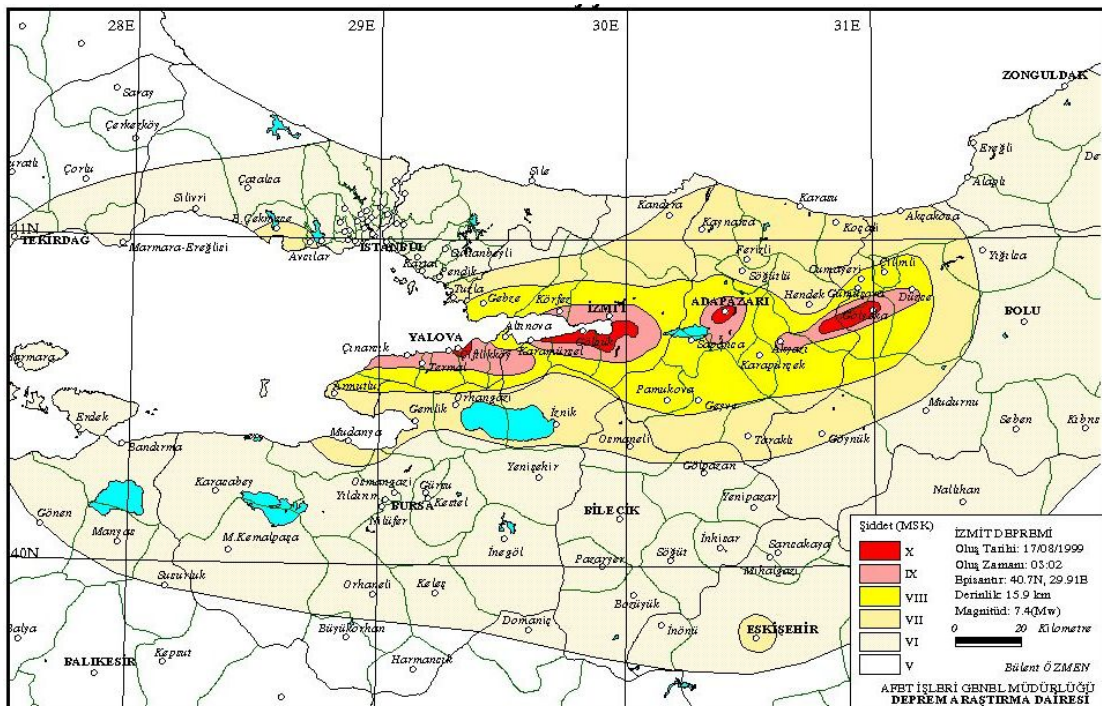 28E 29E 30E 31E
ZONGULDAK
Saray
Çerkezköy
Ereğli
Çorlu
Alaplı
Çatalca
Şile
Silivri
Kandıra
Karasu
B.Çekmece
Kaynarca
Koçali
Akçakoca
41N
TEKİRDAĞ
Marmara-Ereğlisi
Avcılar
İSTANBUL
Sultanbeyli
Kartal
Pendik
Tuzla
Ferizli
Söğütlü
Cumayeri
Çilimli
Yığılca
Gebze
Körfez
İZMİT
ADAPAZARI
Hendek
Gümüşova
Gölyaka
Düzce
BOLU
YALOVA
Altınova
Gölcük
Karamürsel
Sapanca
Akyazı
Karapürçek
Çınarcık
Çiftlikköy
Termal
Marmara
Armutlu
Orhangazi
Pamukova
Geyve
Mudurnu
Erdek
Gemlik
İznik
Seben
Kıbrıs
Mudanya
Bandırma
Osmaneli
Taraklı
Göynük
Yenişehir
Gölpazarı
Karacabey
Osmangazi
Gürsu
Yıldırım
Kestel
BURSA
Nilüfer
BİLECİK
Yenipazar
Nallıhan
Gönen
Manyas
M.Kemalpaşa
İnegöl
İnhisar
Sarıcakaya
Söğüt
Mihalgazi
40N
Pazaryeri
Susurluk
Orhaneli
Keleş
Bozüyük
Balya
Büyükorhan
Domaniç
İnönü
ESKİŞEHİR
BALIKESİR
Kepsut
Harmancık
Şiddet (MSK)
X
IX
VIII
VII
VI
V
İZMİT DEPREMİ
Oluş Tarihi: 17/08/1999
Oluş Zamanı: 03:02
Episantır: 40.7N, 29.91B
Derinlik: 15.9 km
Magnitüd: 7.4(Mw)
0 20 Kilometre
Bülent ÖZMEN
AFET İŞLERİ GENEL MÜDÜRLÜĞÜ
DEPREM ARAŞTIRMA DAİRESİ